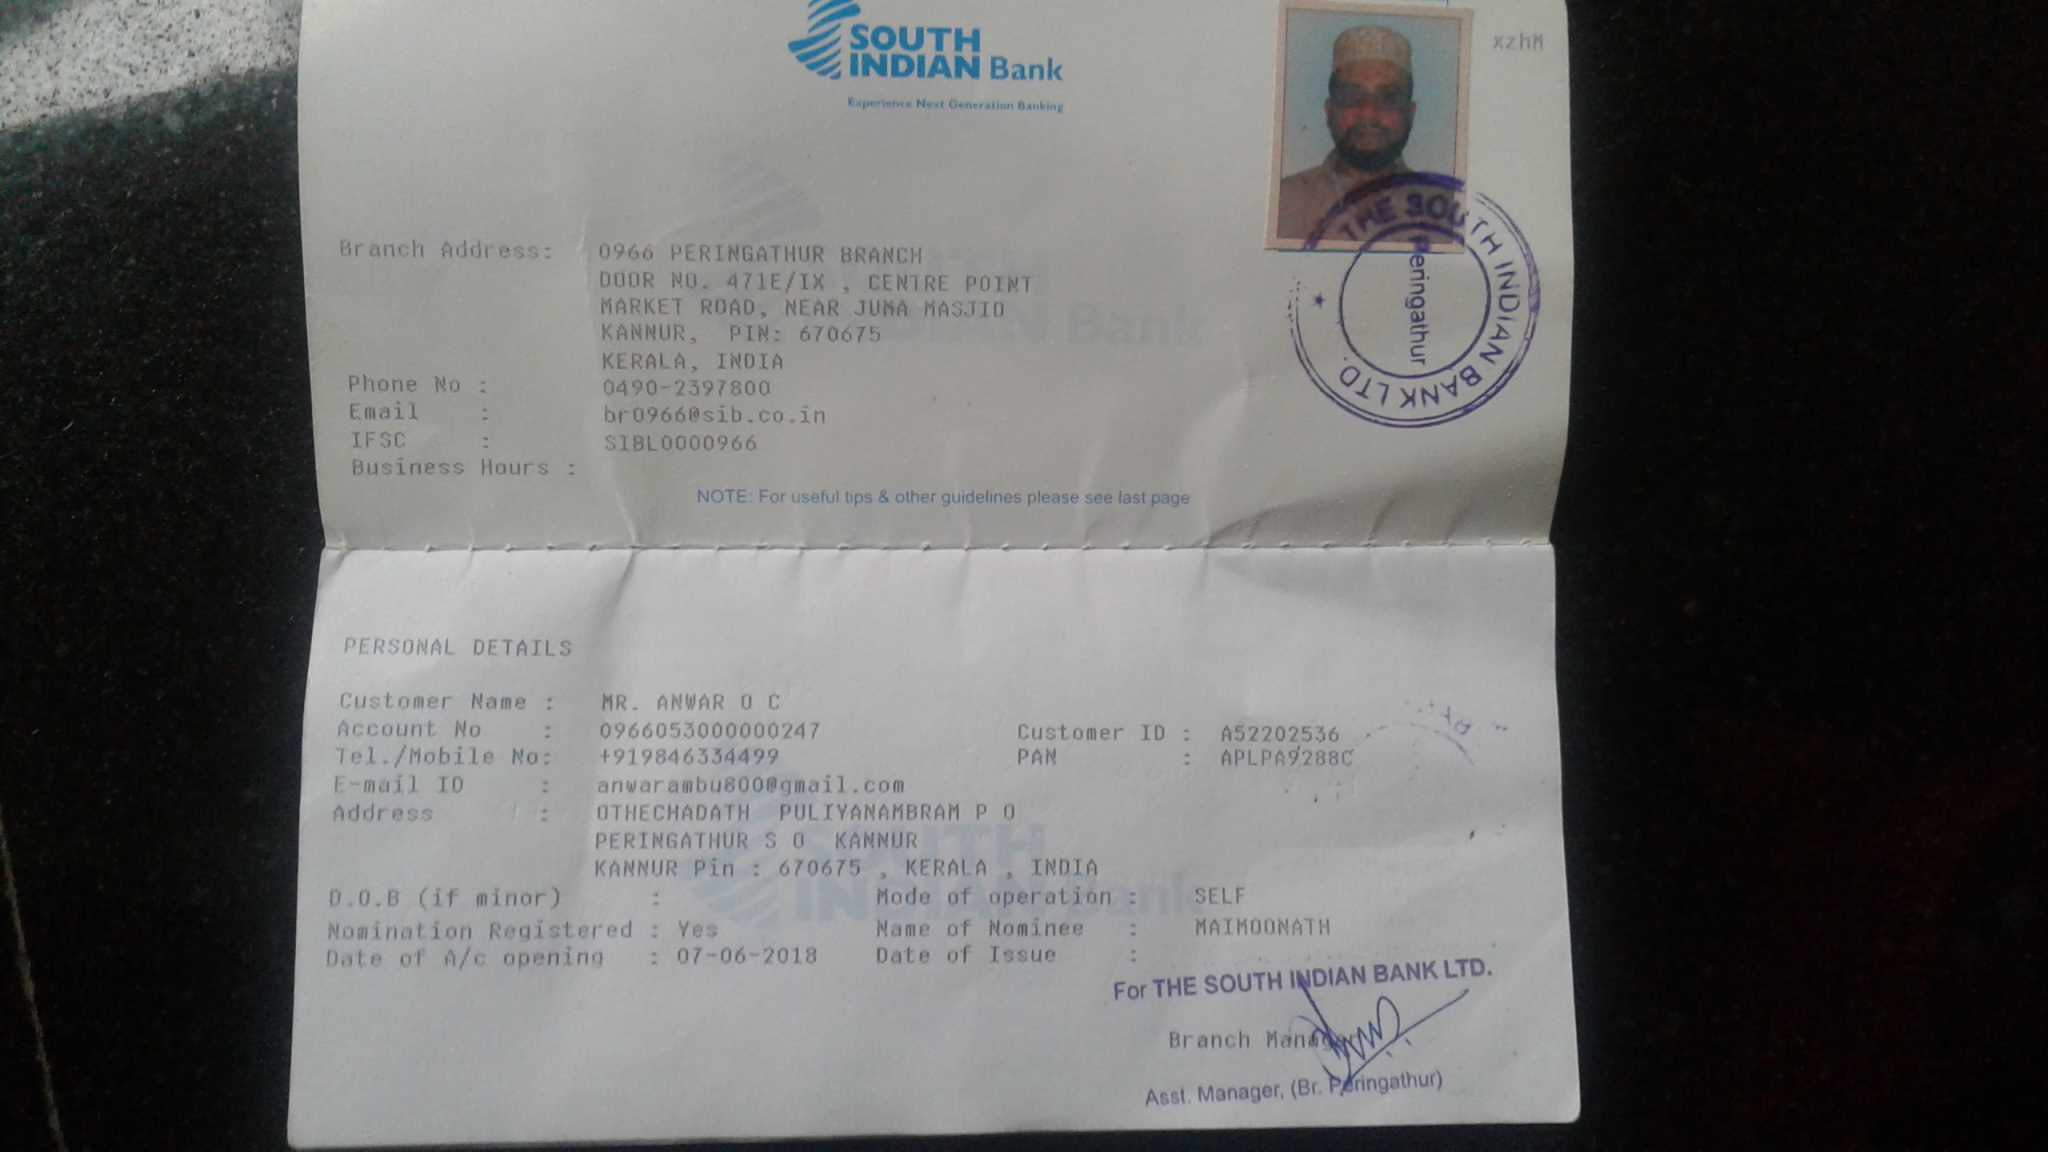 SOUTH
INDIAN Bank
Experience Next Generation Banking
xzhM
Branch Address: 0966 PERINGATHUR BRANCH
DOOR NO. 471E/IX , CENTRE POINT
MARKET ROAD, NEAR JUMA MASJID
KANNUR, PIN: 670675
KERALA, INDIA
Phone No : 0490-2397800
Email : br0966@sib.co.in
IFSC : SIBL0000966
Business Hours :
NOTE: For useful tips & other guidelines please see last page
THE SOUTH INDIAN BANK LTD.
eringathur
PERSONAL DETAILS
Customer Name : MR. ANWAR O C
Account No : 0966053000000247 Customer ID : A52202536
Tel./Mobile No: +919846334499 PAN : APLPA9288C
E-mail ID : anwarambu800@gmail.com
Address : OTHECHADATH PULIYANAMBRAM P O
PERINGATHUR S O KANNUR
KANNUR Pin : 670675 , KERALA , INDIA
D.O.B (if minor) : Mode of operation : SELF
Nomination Registered : Yes Name of Nominee : MAIMOONATH
Date of A/c opening : 07-06-2018 Date of Issue :
For THE SOUTH INDIAN BANK LTD.
Branch Manager
Asst. Manager, (Br. Peringathur)